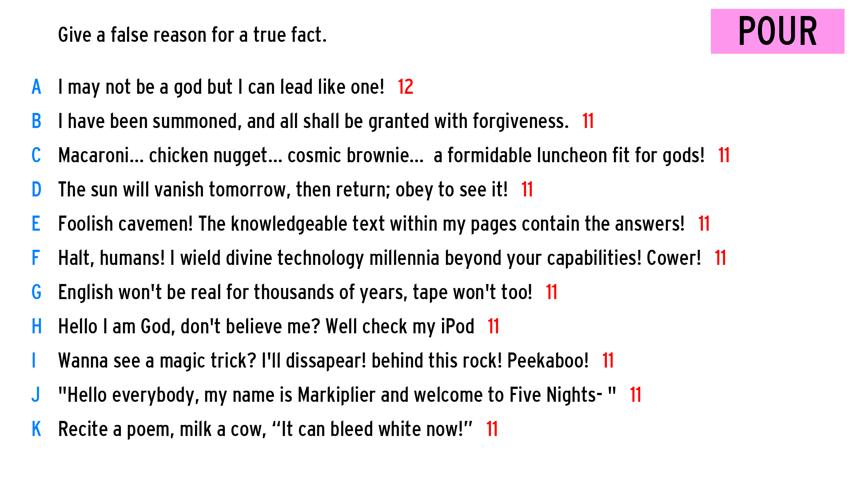 Give a false reason for a true fact.
POUR
A I may not be a god but I can lead like one! 12
B I have been summoned, and all shall be granted with forgiveness. 11
C Macaroni... chicken nugget... cosmic brownie... a formidable luncheon fit for gods! 11
D The sun will vanish tomorrow, then return; obey to see it! 11
E Foolish cavemen! The knowledgeable text within my pages contain the answers! 11
F Halt, humans! I wield divine technology millennia beyond your capabilities! Cower! 11
G English won't be real for thousands of years, tape won't too! 11
H Hello I am God, don't believe me? Well check my iPod 11
I Wanna see a magic trick? I'll dissapear! behind this rock! Peekaboo! 11
J "Hello everybody, my name is Markiplier and welcome to Five Nights- " 11
K Recite a poem, milk a cow, “It can bleed white now!” 11